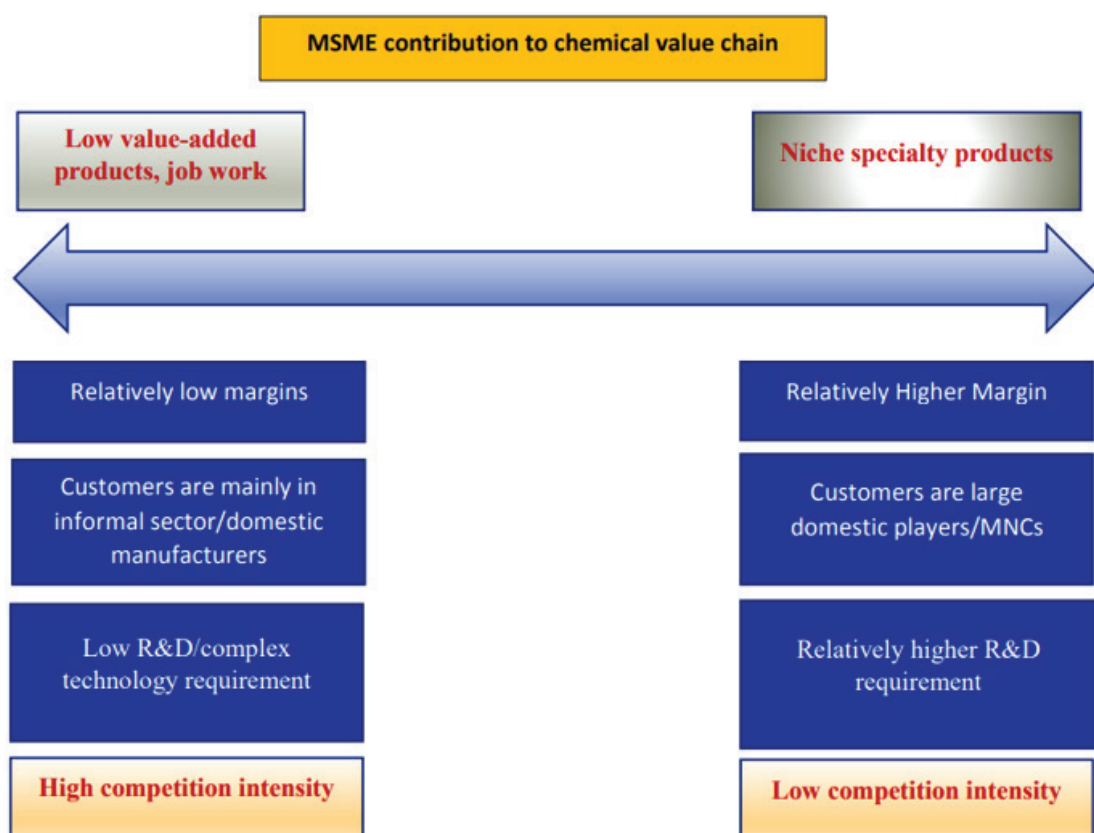 MSME contribution to chemical value chain
Low value-added
products, job work
Niche specialty products
Relatively low margins
Relatively Higher Margin
Customers are mainly in
informal sector/domestic
manufacturers
Customers are large
domestic players/MNCs
Low R&D/complex
technology requirement
Relatively higher R&D
requirement
High competition intensity
Low competition intensity